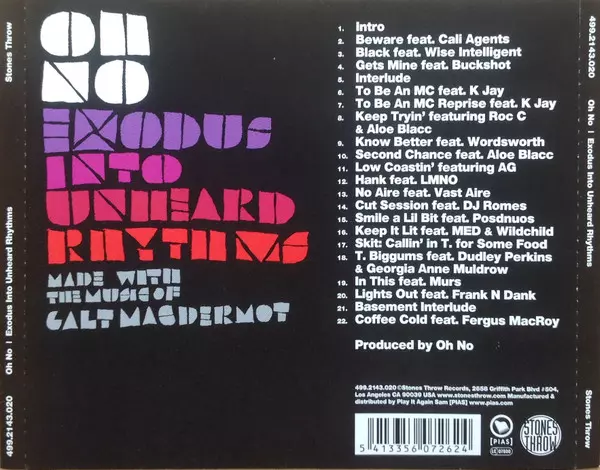 499.2143.020
Oh No | Exodus Into Unheard Rhythms
Stones Throw
OH
NO
EXODUS
INTO
UNHEARD
RHYTHMS
MADE WITH
THE MUSIC OF
GALT MACDERMOT
1. Intro
2. Beware feat. Cali Agents
3. Black feat. Wise Intelligent
4. Gets Mine feat. Buckshot
5. Interlude
6. To Be An MC feat. K Jay
7. To Be An MC Reprise feat. K Jay
8. Keep Tryin' featuring Roc C
& Aloe Blacc
9. Know Better feat. Wordsworth
10. Second Chance feat. Aloe Blacc
11. Low Coastin' featuring AG
12. Hank feat. LMNO
13. No Aire feat. Vast Aire
14. Cut Session feat. DJ Romes
15. Smile a Lil Bit feat. Posdnuos
16. Keep It Lit feat. MED & Wildchild
17. Skit: Callin' in T. for Some Food
18. T. Biggums feat. Dudley Perkins
& Georgia Anne Muldrow
19. In This feat. Murs
20. Lights Out feat. Frank N Dank
21. Basement Interlude
22. Coffee Cold feat. Fergus MacRoy
Produced by Oh No
499.2143.020 ©Stones Throw Records, 2658 Griffith Park Blvd #504,
Los Angeles CA 90039 USA www.stonesthrow.com Manufactured &
distributed by Play It Again Sam [PIAS] www.pias.com
5 413356 072624
[PIAS]
LC 07800
STONES
THROW
499.2143.020
Oh No | Exodus Into Unheard Rhythms
Stones Throw